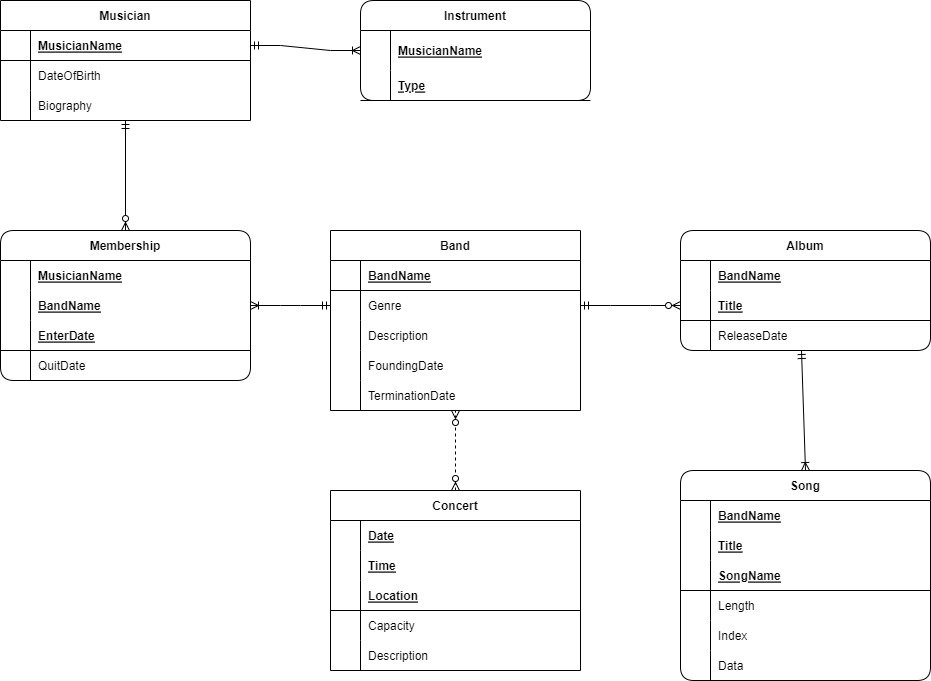 Musician
MusicianName
DateOfBirth
Biography
Instrument
MusicianName
Type
Membership
MusicianName
BandName
EnterDate
QuitDate
Band
BandName
Genre
Description
FoundingDate
TerminationDate
Album
BandName
Title
ReleaseDate
Concert
Date
Time
Location
Capacity
Description
Song
BandName
Title
SongName
Length
Index
Data